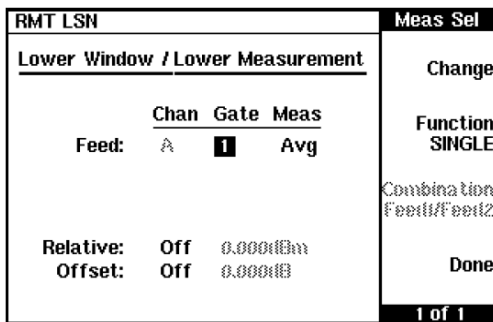 RMT LSN
Meas Sel
Lower Window / Lower Measurement
Change
Chan Gate Meas
Function
SINGLE
Feed: A 1 Avg
Combination
Feed1/Feed2
Relative: Off 0.000dBm
Offset: Off 0.000dB
Done
1 of 1